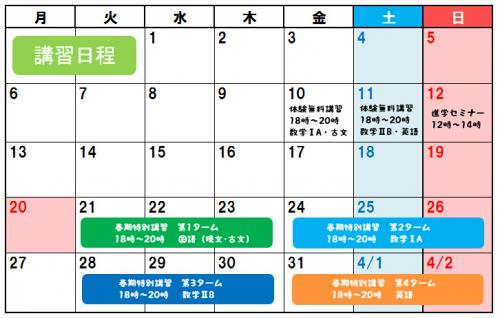 月 火 水 木 金 土 日
講習日程
1 2 3 4 5
6 7 8 9 10 11 12
体験無料講習
18時～20時
数学ⅠA・古文
体験無料講習
18時～20時
数学ⅡB・英語
進学セミナー
12時～14時
13 14 15 16 17 18 19
20 21 22 23 24 25 26
春期特別講習 第1ターム
18時～20時 国語（現文・古文）
春期特別講習 第2ターム
18時～20時 数学ⅠA
27 28 29 30 31 4/1 4/2
春期特別講習 第3ターム
18時～20時 数学ⅡB
春期特別講習 第4ターム
18時～20時 英語